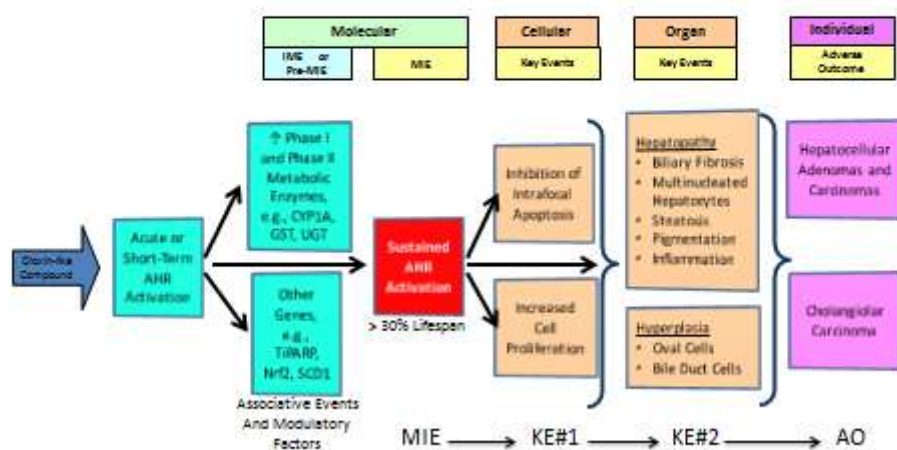 Molecular
Cellular
Organ
Individual
IME or
Pre-MIE
MIE
Key Events
Key Events
Adverse
Outcome
Dioxin-like
Compound
Acute or
Short-Term
AHR
Activation
↑ Phase I
and Phase II
Metabolic
Enzymes,
e.g., CYP1A,
GST, UGT
Other
Genes,
e.g.,
TiPARP,
Nrf2, SCD1
Associative Events
And Modulatory
Factors
Sustained
AHR
Activation
> 30% Lifespan
Inhibition of
Intrafocal
Apoptosis
Increased
Cell
Proliferation
Hepatopathy
• Biliary Fibrosis
• Multinucleated
Hepatocytes
• Steatosis
• Pigmentation
• Inflammation
Hyperplasia
• Oval Cells
• Bile Duct Cells
Hepatocellular
Adenomas and
Carcinomas
Cholangiolar
Carcinoma
MIE
KE#1
KE#2
AO